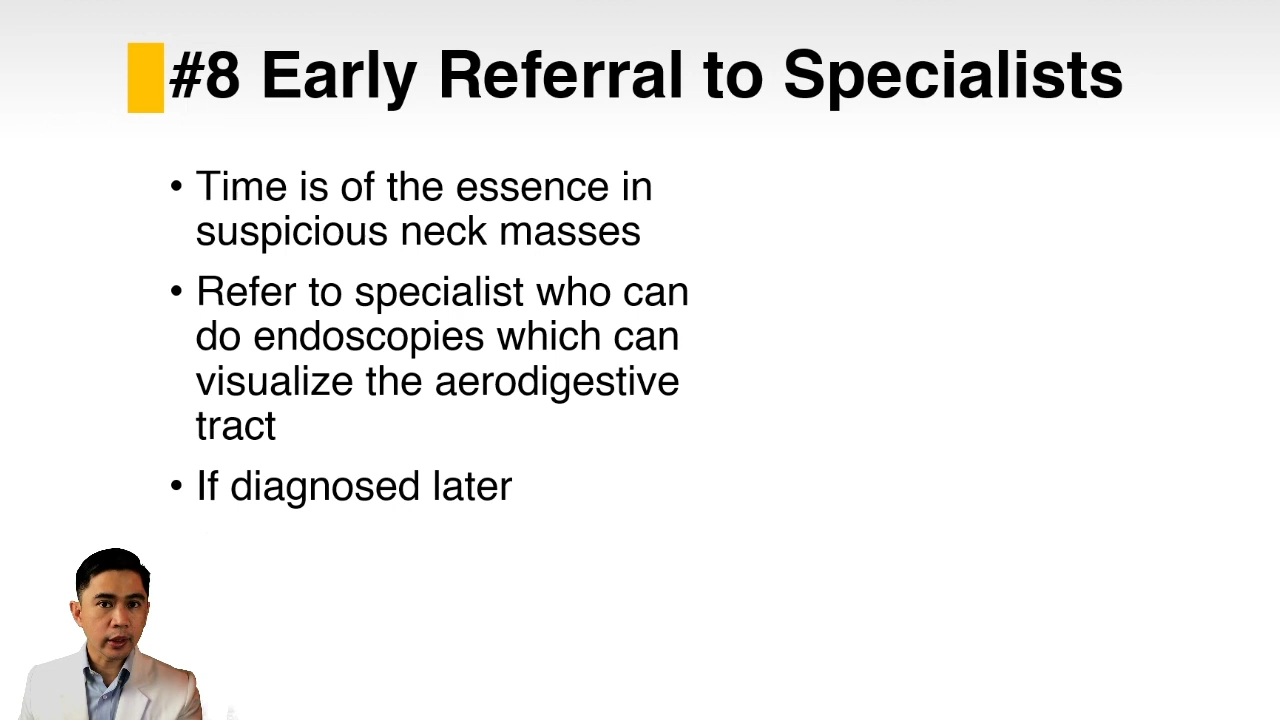 #8 Early Referral to Specialists
• Time is of the essence in
suspicious neck masses
• Refer to specialist who can
do endoscopies which can
visualize the aerodigestive
tract
• If diagnosed later